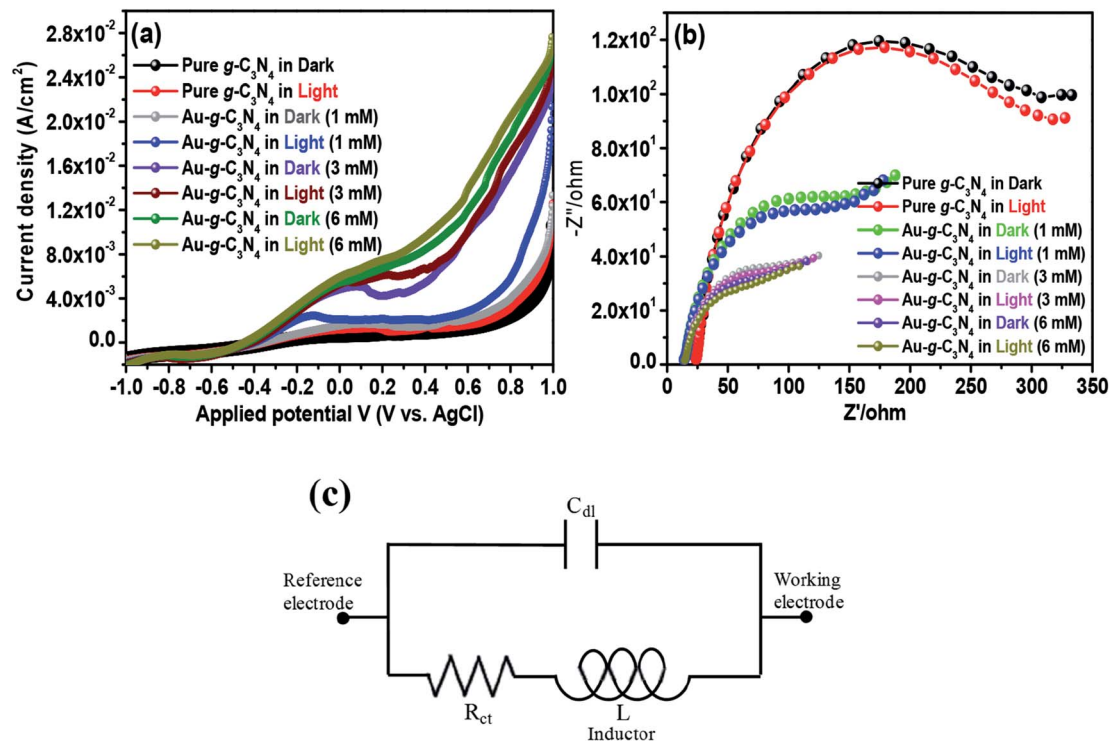 (a)
Current density (A/cm²)
2.8x10⁻²
2.4x10⁻²
2.0x10⁻²
1.6x10⁻²
1.2x10⁻²
8.0x10⁻³
4.0x10⁻³
0.0
Pure g-C₃N₄ in Dark
Pure g-C₃N₄ in Light
Au-g-C₃N₄ in Dark (1 mM)
Au-g-C₃N₄ in Light (1 mM)
Au-g-C₃N₄ in Dark (3 mM)
Au-g-C₃N₄ in Light (3 mM)
Au-g-C₃N₄ in Dark (6 mM)
Au-g-C₃N₄ in Light (6 mM)
-1.0 -0.8 -0.6 -0.4 -0.2 0.0 0.2 0.4 0.6 0.8 1.0
Applied potential V (V vs. AgCl)
(b)
-Z"/ohm
1.2x10²
1.0x10²
8.0x10¹
6.0x10¹
4.0x10¹
2.0x10¹
0.0
Pure g-C₃N₄ in Dark
Pure g-C₃N₄ in Light
Au-g-C₃N₄ in Dark (1 mM)
Au-g-C₃N₄ in Light (1 mM)
Au-g-C₃N₄ in Dark (3 mM)
Au-g-C₃N₄ in Light (3 mM)
Au-g-C₃N₄ in Dark (6 mM)
Au-g-C₃N₄ in Light (6 mM)
0 50 100 150 200 250 300 350
Z'/ohm
(c)
C_dl
Reference
electrode
Working
electrode
R_ct
L
Inductor